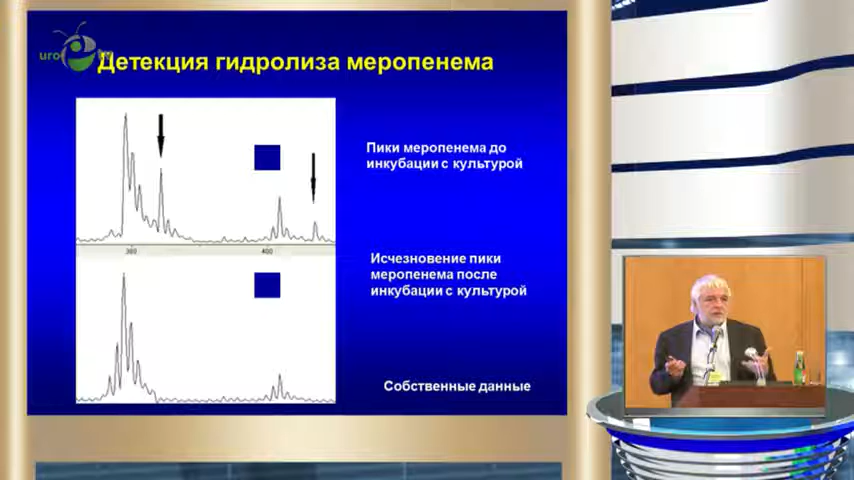 uro
tv
Детекция гидролиза меропенема
Пики меропенема до
инкубации с культурой
380
400
Исчезновение пики
меропенема после
инкубации с культурой
Собственные данные